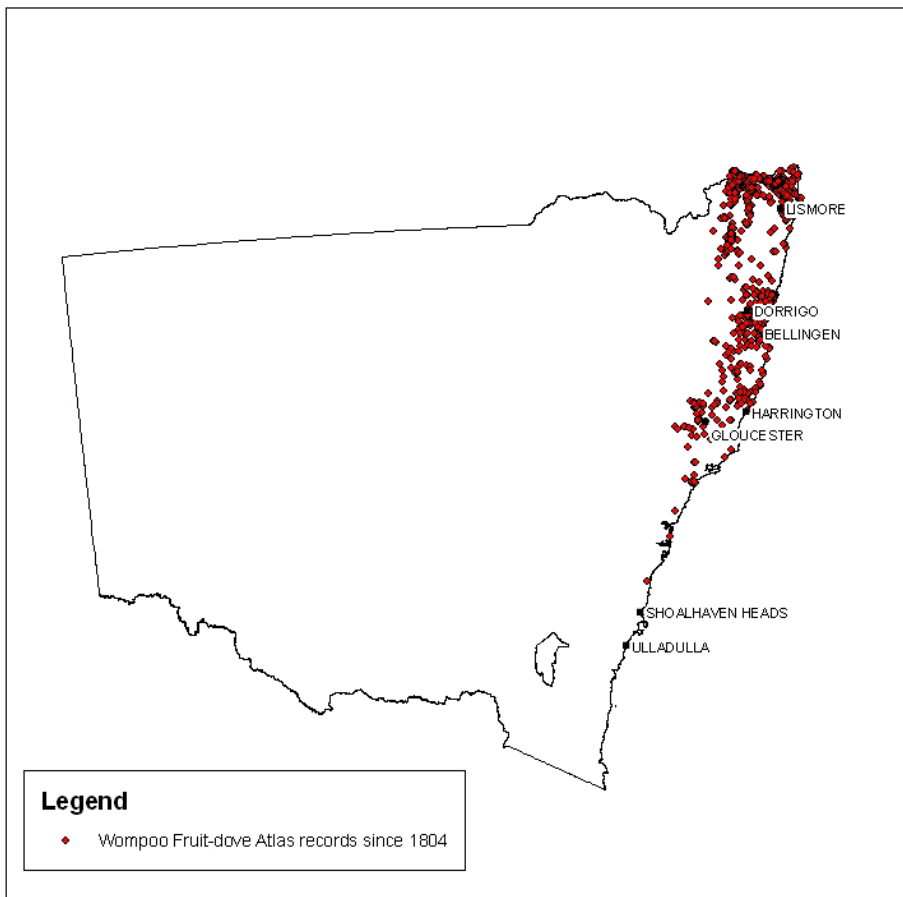 LISMORE
DORRIGO
BELLINGEN
HARRINGTON
GLOUCESTER
SHOALHAVEN HEADS
ULLADULLA
Legend
Wompoo Fruit-dove Atlas records since 1804